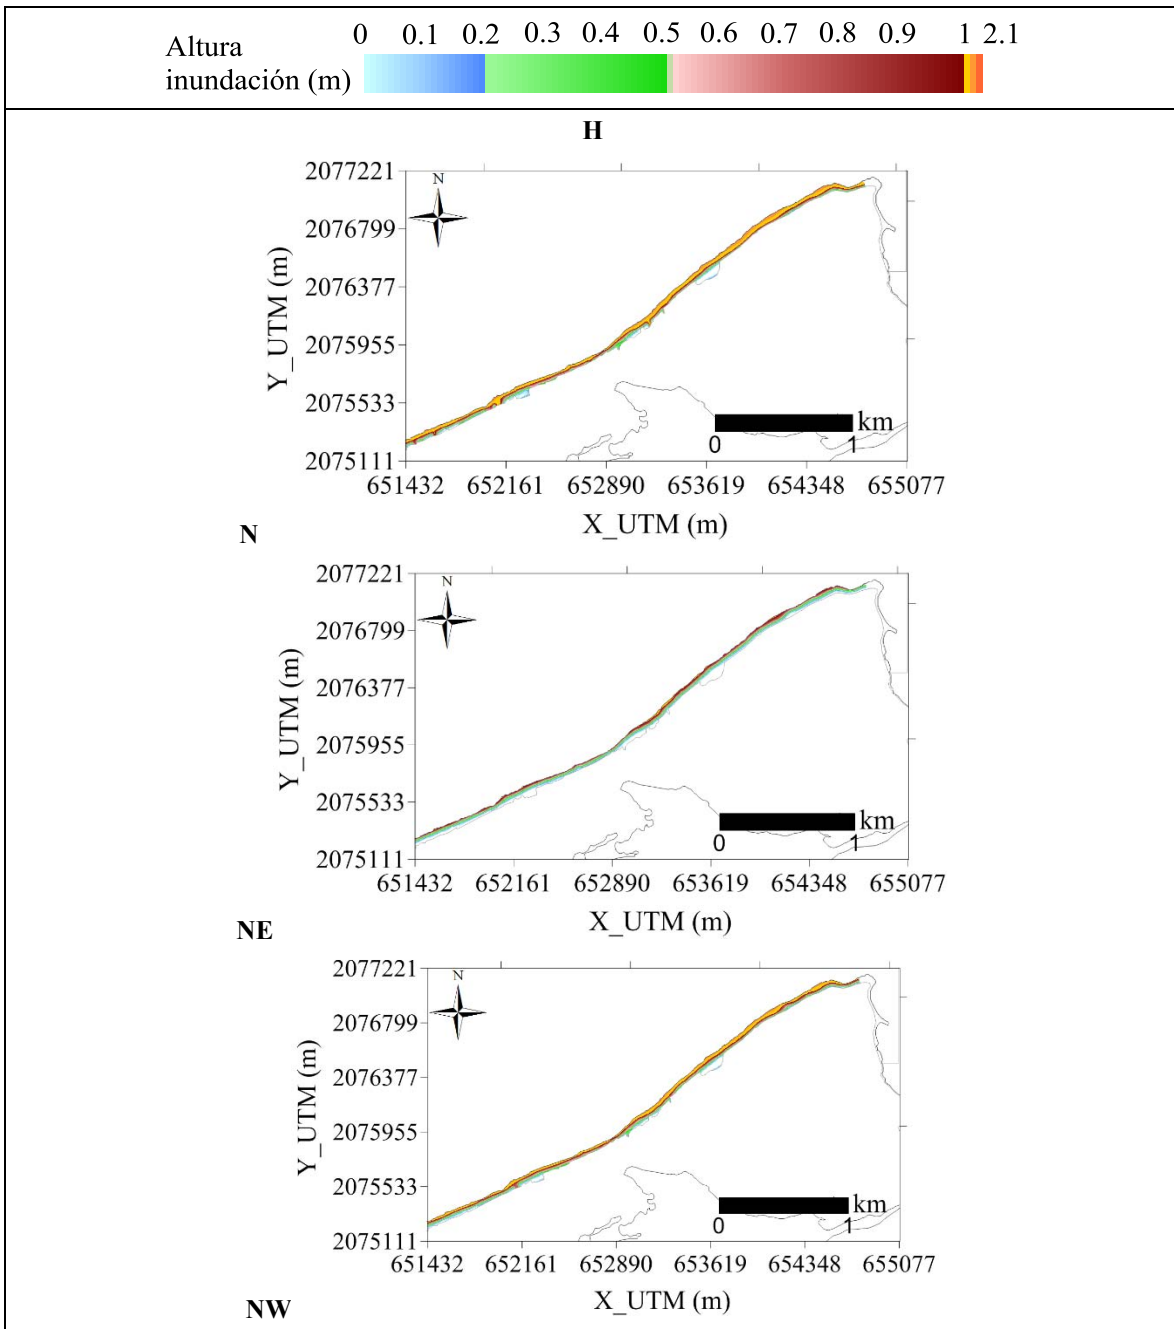 0 0.1 0.2 0.3 0.4 0.5 0.6 0.7 0.8 0.9 1 2.1
Altura
inundación (m)
H
2077221
2076799
2076377
2075955
2075533
2075111
Y_UTM (m)
N
km
0 1
651432 652161 652890 653619 654348 655077
X_UTM (m)
N
2077221
2076799
2076377
2075955
2075533
2075111
Y_UTM (m)
N
km
0 1
651432 652161 652890 653619 654348 655077
X_UTM (m)
NE
2077221
2076799
2076377
2075955
2075533
2075111
Y_UTM (m)
N
km
0 1
651432 652161 652890 653619 654348 655077
X_UTM (m)
NW